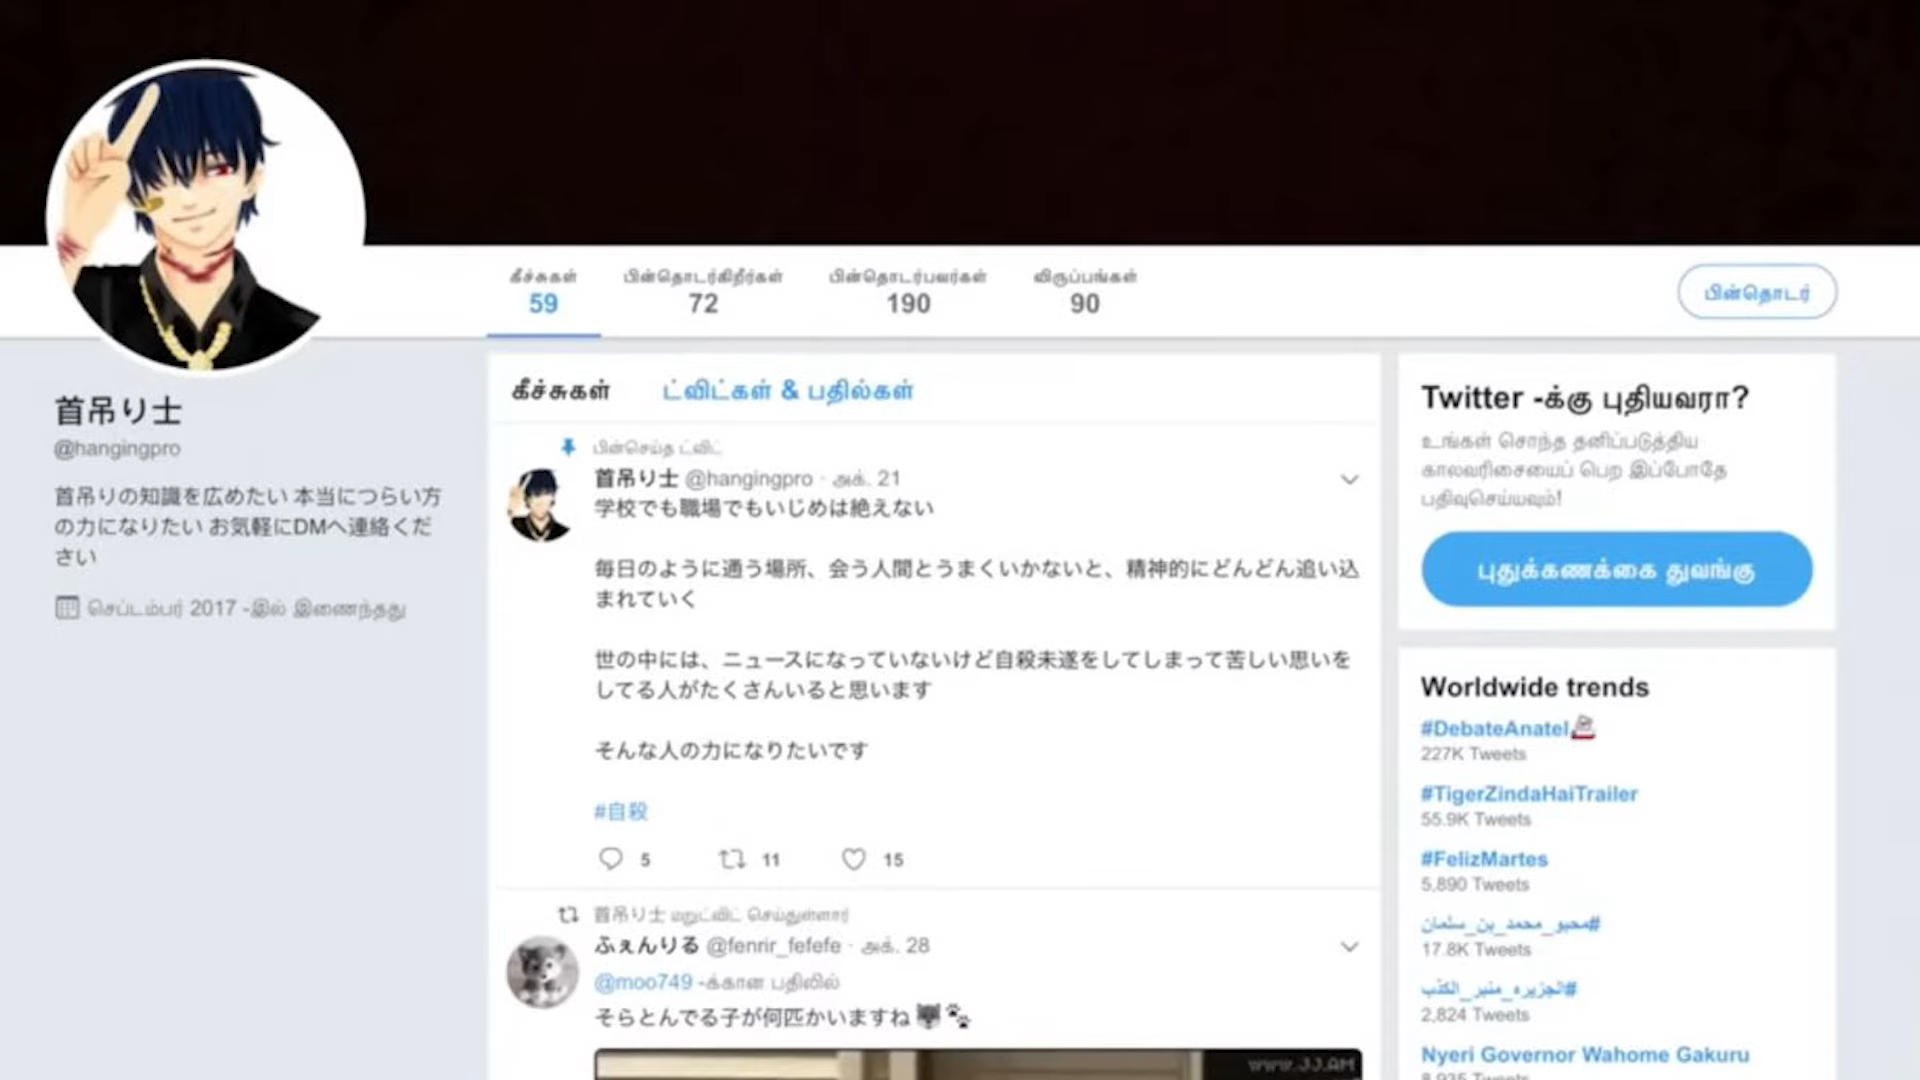 கீச்சுகள்
59
பின்தொடர்கிறீர்கள்
72
பின்தொடர்பவர்கள்
190
விருப்பங்கள்
90
பின்தொடர்
首吊り士
@hangingpro
首吊りの知識を広めたい 本当につらい方
の力になりたい お気軽にDMへ連絡くだ
さい
செப்டம்பர் 2017 -இல் இணைந்தது
கீச்சுகள் ட்விட்கள் & பதில்கள்
பின்செய்த ட்விட்
首吊り士 @hangingpro · அக். 21
学校でも職場でもいじめは絶えない
毎日のように通う場所、会う人間とうまくいかないと、精神的にどんどん追い込
まれていく
世の中には、ニュースになっていないけど自殺未遂をしてしまって苦しい思いを
してる人がたくさんいると思います
そんな人の力になりたいです
#自殺
5 11 15
首吊り士 மறுட்விட் செய்துள்ளார்
ふぇんりる @fenrir_fefefe · அக். 28
@moo749 -க்கான பதிலில்
そらとんでる子が何匹かいますね
www.JJ.AM
Twitter -க்கு புதியவரா?
உங்கள் சொந்த தனிப்படுத்திய
காலவரிசையைப் பெற இப்போதே
பதிவுசெய்யவும்!
புதுக்கணக்கை துவங்கு
Worldwide trends
#DebateAnatel
227K Tweets
#TigerZindaHaiTrailer
55.9K Tweets
#FelizMartes
5,890 Tweets
#محبو_محمد_بن_سلمان
17.8K Tweets
#الجزيره_منبر_الكذب
2,824 Tweets
Nyeri Governor Wahome Gakuru
8,935 Tweets